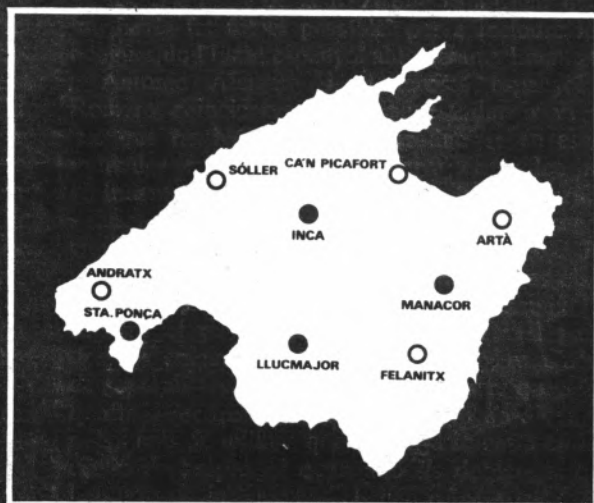 SÓLLER
CA'N PICAFORT
INCA
ARTÀ
ANDRATX
STA. PONÇA
MANACOR
LLUCMAJOR
FELANITX